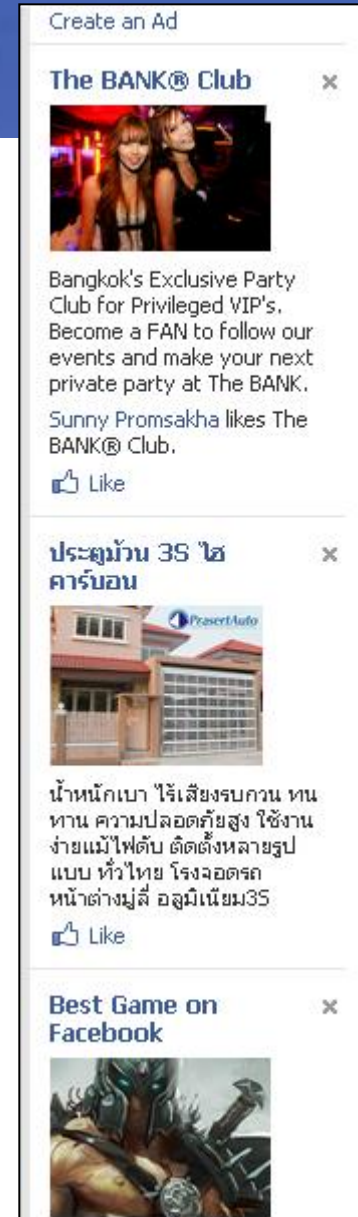 Create an Ad
The BANK® Club
Bangkok's Exclusive Party
Club for Privileged VIP's.
Become a FAN to follow our
events and make your next
private party at The BANK.
Sunny Promsakha likes The
BANK® Club.
Like
ประตูม้วน 3S ไฮ
คาร์บอน
PrasertAuto
น้ำหนักเบา ไร้เสียงรบกวน ทน
ทาน ความปลอดภัยสูง ใช้งาน
ง่ายแม้ไฟดับ ติดตั้งหลายรูป
แบบ ทั่วไทย โรงจอดรถ
หน้าต่างมู่ลี่ อลูมิเนียม3S
Like
Best Game on
Facebook